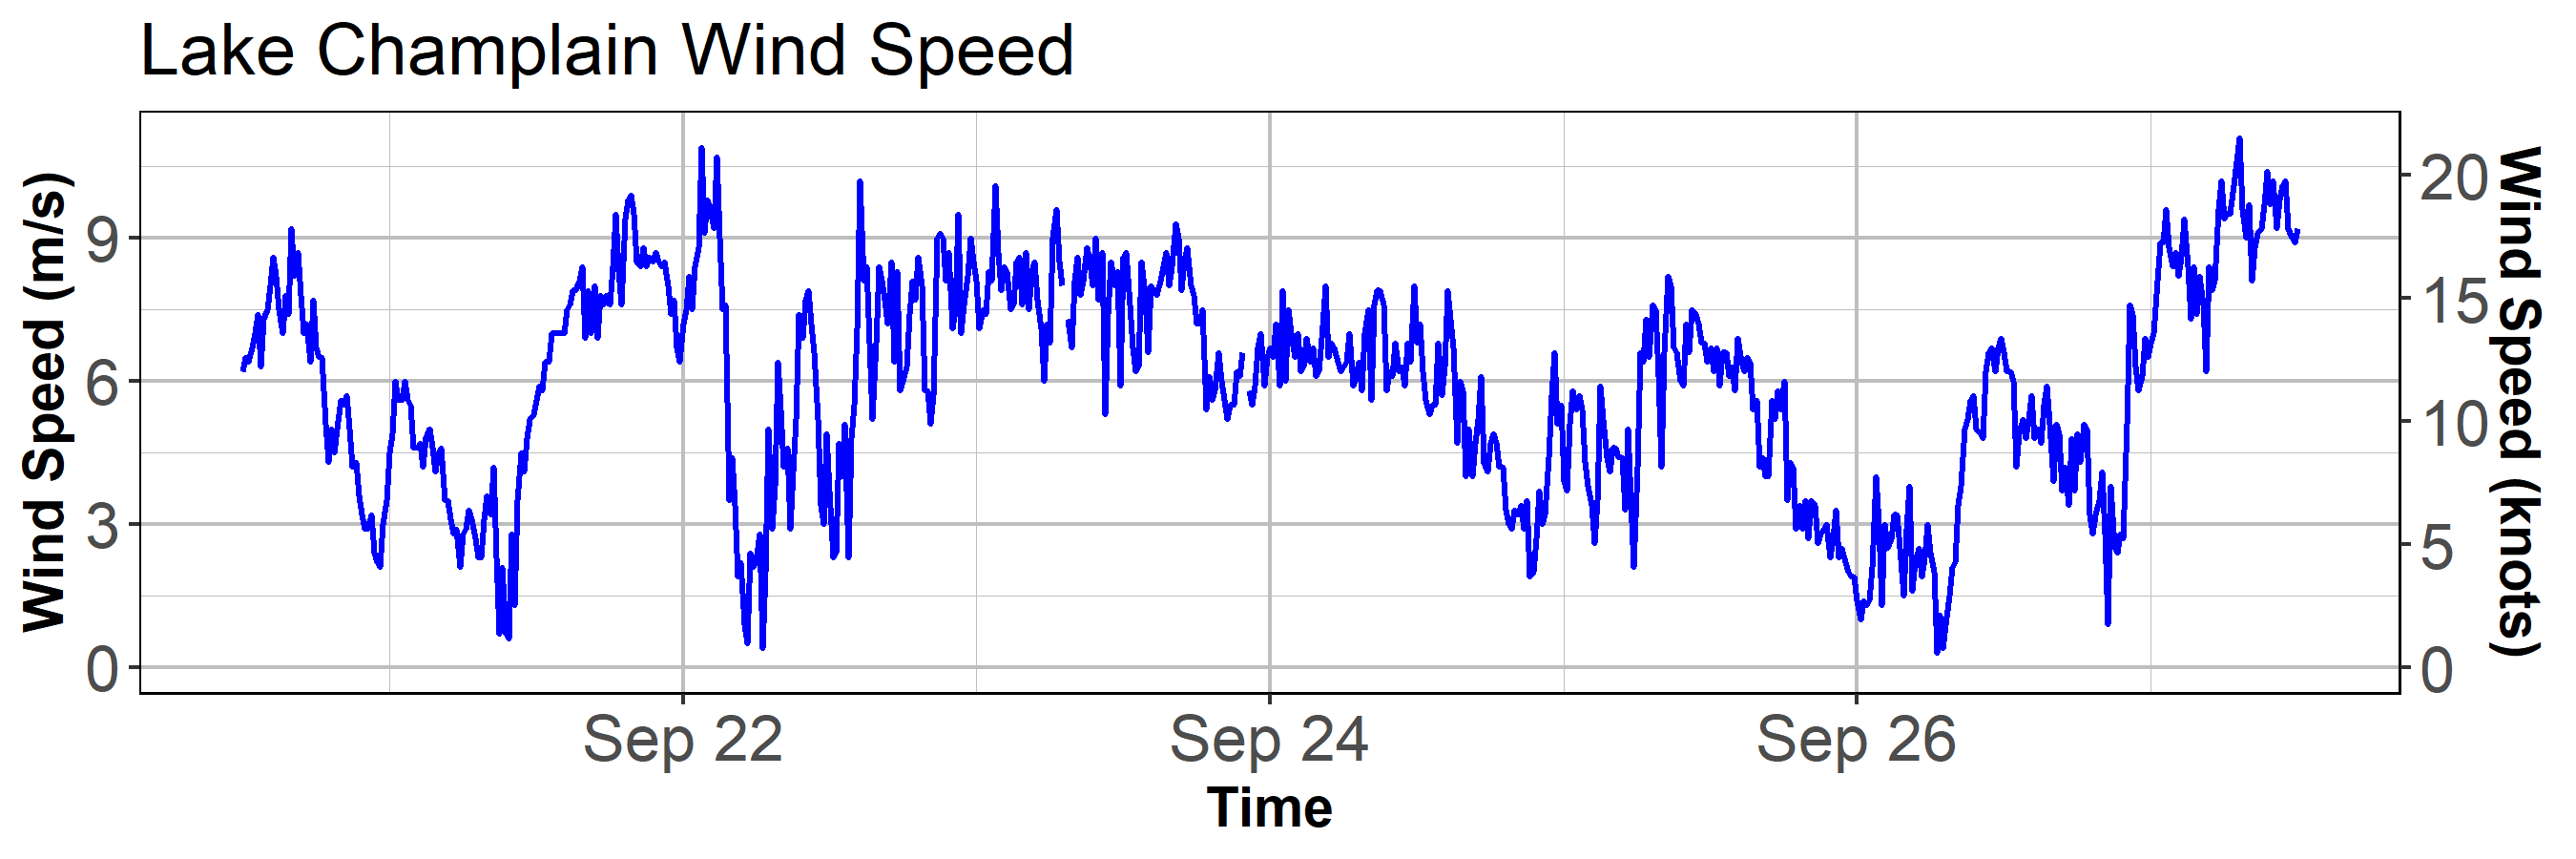 Lake Champlain Wind Speed
Wind Speed (m/s)
9
6
3
0
20
15
10
5
0
Wind Speed (knots)
Sep 22 Sep 24 Sep 26
Time